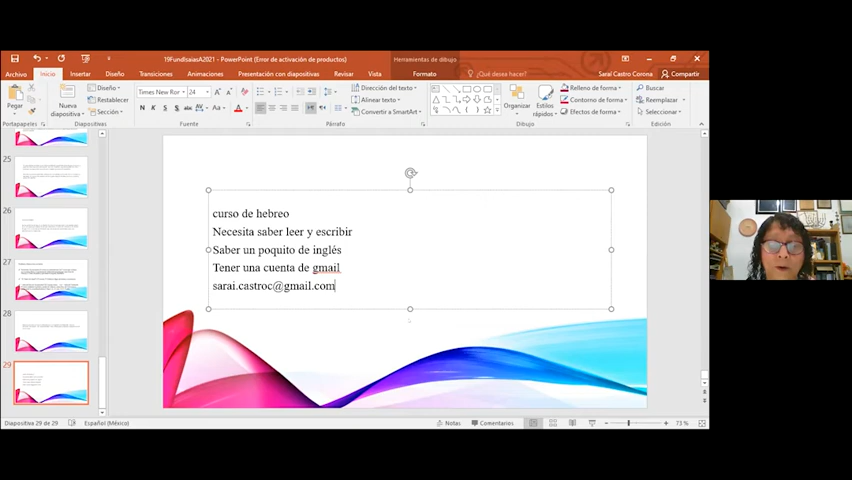 19FundIsaiasA2021 - PowerPoint (Error de activación de productos)
Herramientas de dibujo
Archivo Inicio Insertar Diseño Transiciones Animaciones Presentación con diapositivas Revisar Vista Formato ¿Qué desea hacer? Sarai Castro Corona Compartir
Pegar
Nueva diapositiva
Diseño
Restablecer
Sección
Times New Ror 24
N K S abc AV Aa A
Dirección del texto
Alinear texto
Convertir a SmartArt
Organizar
Estilos rápidos
Relleno de forma
Contorno de forma
Efectos de forma
Buscar
Reemplazar
Seleccionar
Portapapeles Diapositivas Fuente Párrafo Dibujo Edición
25
26
27
28
29
curso de hebreo
Necesita saber leer y escribir
Saber un poquito de inglés
Tener una cuenta de gmail
sarai.castroc@gmail.com
Diapositiva 29 de 29 Español (México) Notas Comentarios 73 %